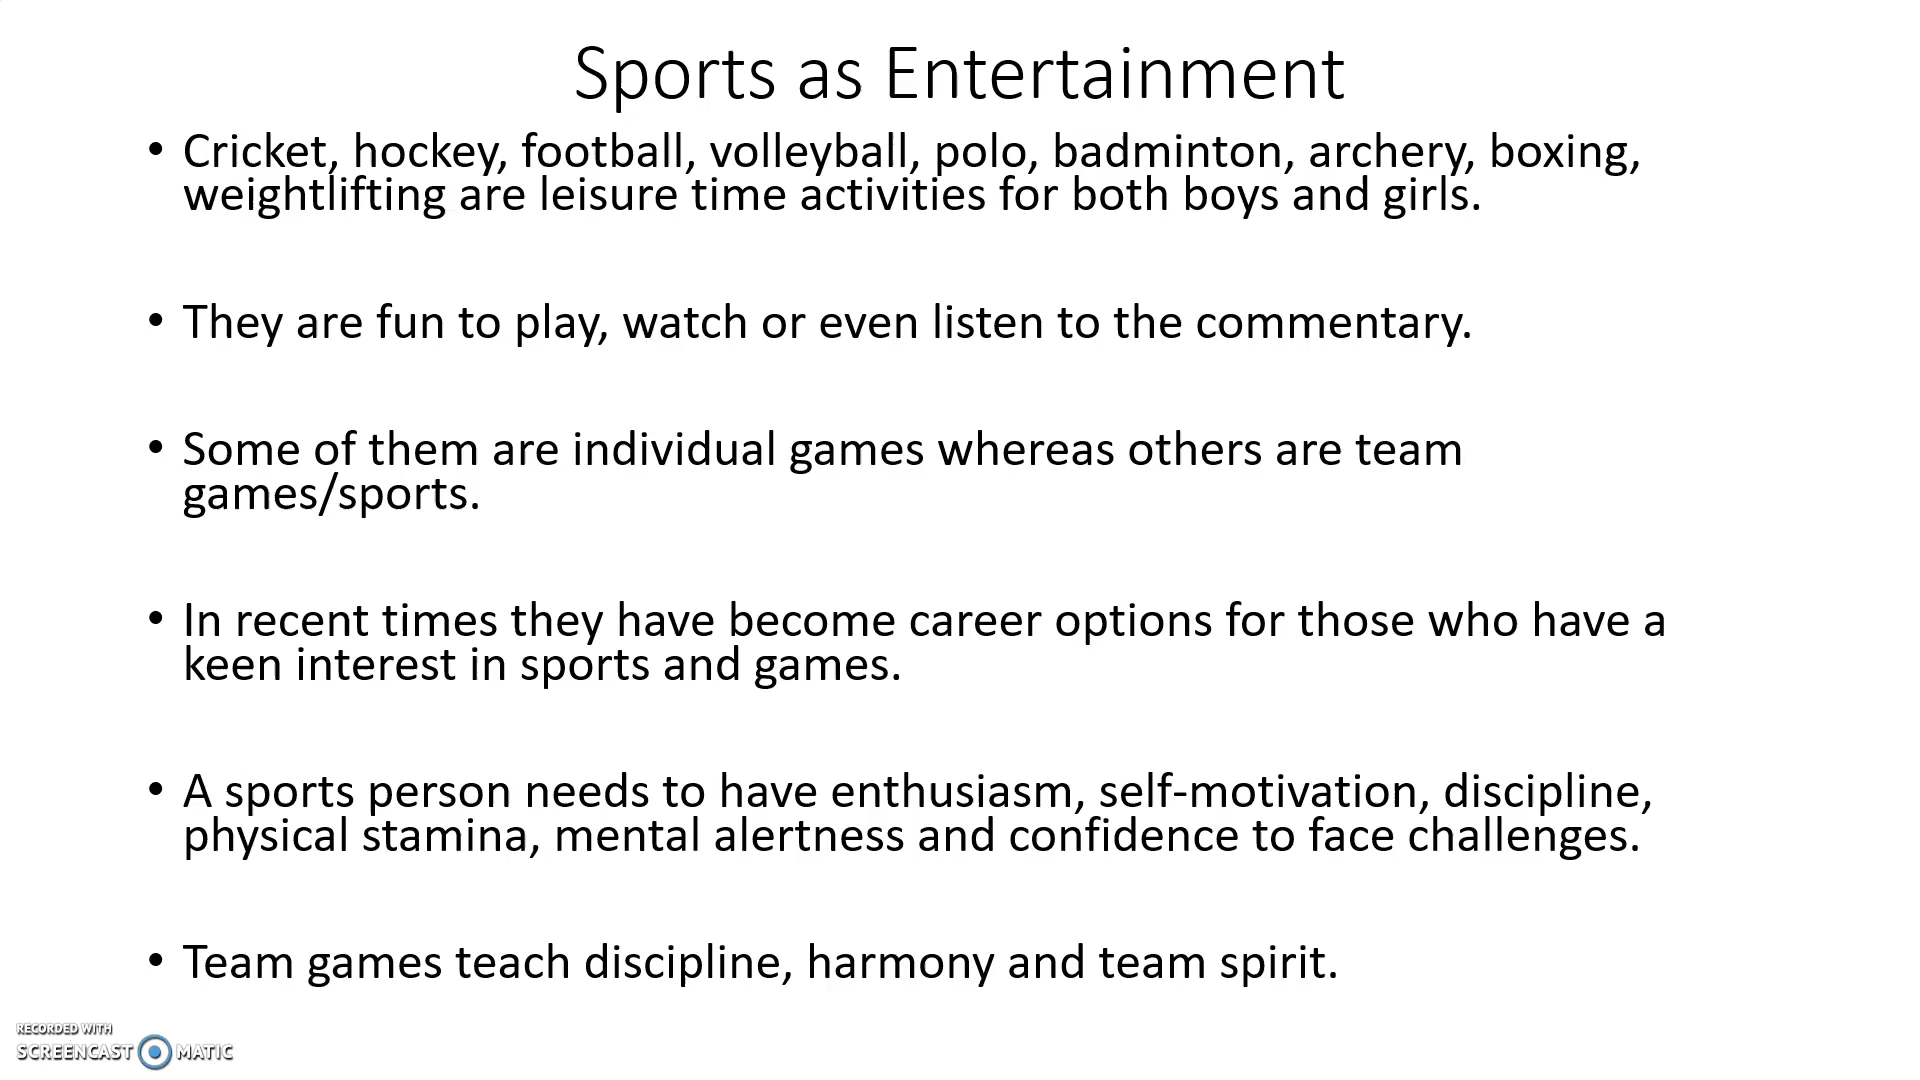 Sports as Entertainment
• Cricket, hockey, football, volleyball, polo, badminton, archery, boxing,
weightlifting are leisure time activities for both boys and girls.
• They are fun to play, watch or even listen to the commentary.
• Some of them are individual games whereas others are team
games/sports.
• In recent times they have become career options for those who have a
keen interest in sports and games.
• A sports person needs to have enthusiasm, self-motivation, discipline,
physical stamina, mental alertness and confidence to face challenges.
• Team games teach discipline, harmony and team spirit.
RECORDED WITH
SCREENCAST MATIC